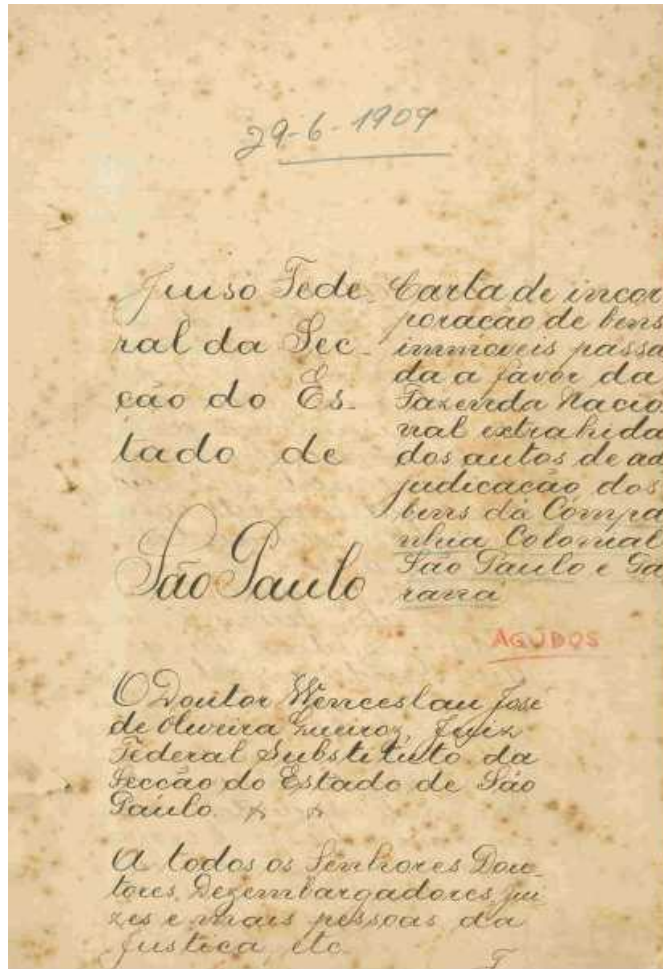 29-6-1909
Juiso Fede-
ral da Sec-
ção do Es-
tado de
São Paulo
Carta de incor
poração de bens
immoveis passa
da a favor da
Fazenda Nacio
nal extrahida
dos autos de ad
judicação dos
bens da Compa
nhia Colonial
São Paulo e Pa
raná
AGUDOS
O Doutor Wenceslau José
de Oliveira Queiroz, Juiz
Federal Substituto da
Secção do Estado de São
Paulo
A todos os Senhores Dou-
tores, Dezembargadores, jui
zes e mais pessoas da
Justiça, etc.